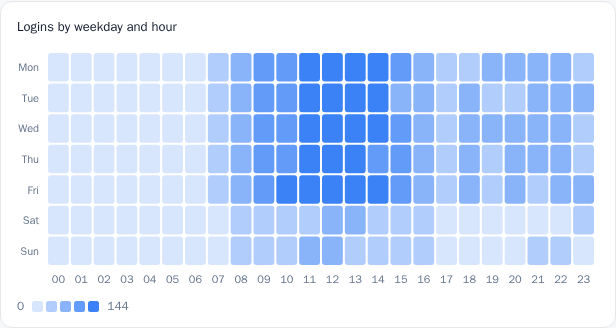 Logins by weekday and hour
Mon
Tue
Wed
Thu
Fri
Sat
Sun
00 01 02 03 04 05 06 07 08 09 10 11 12 13 14 15 16 17 18 19 20 21 22 23
0 144